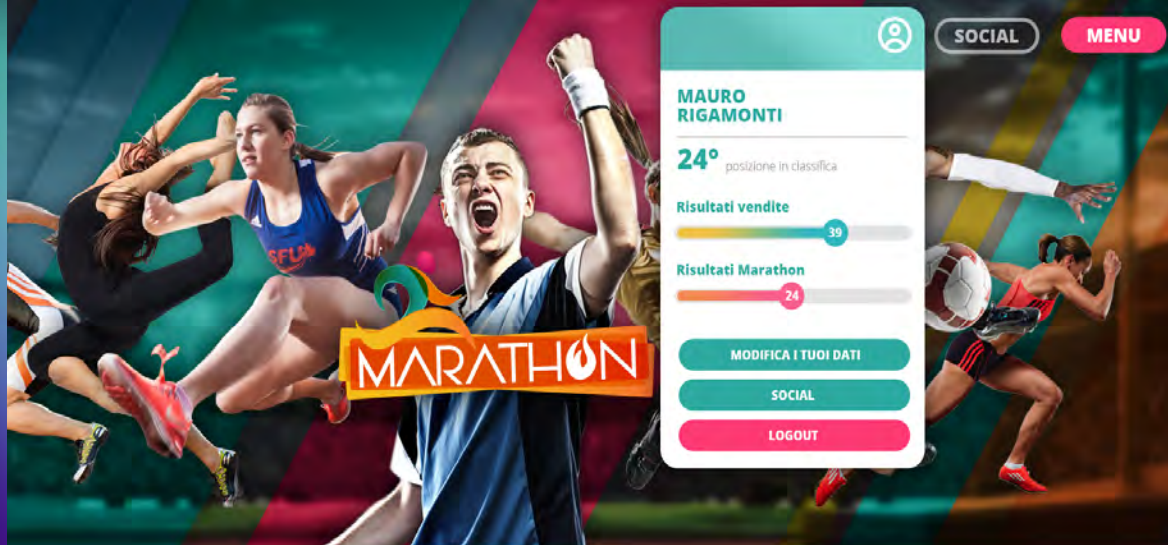 SOCIAL
MENU
MAURO
RIGAMONTI
24° posizione in classifica
Risultati vendite
39
Risultati Marathon
24
MODIFICA I TUOI DATI
SOCIAL
LOGOUT
SFU
MARATHON